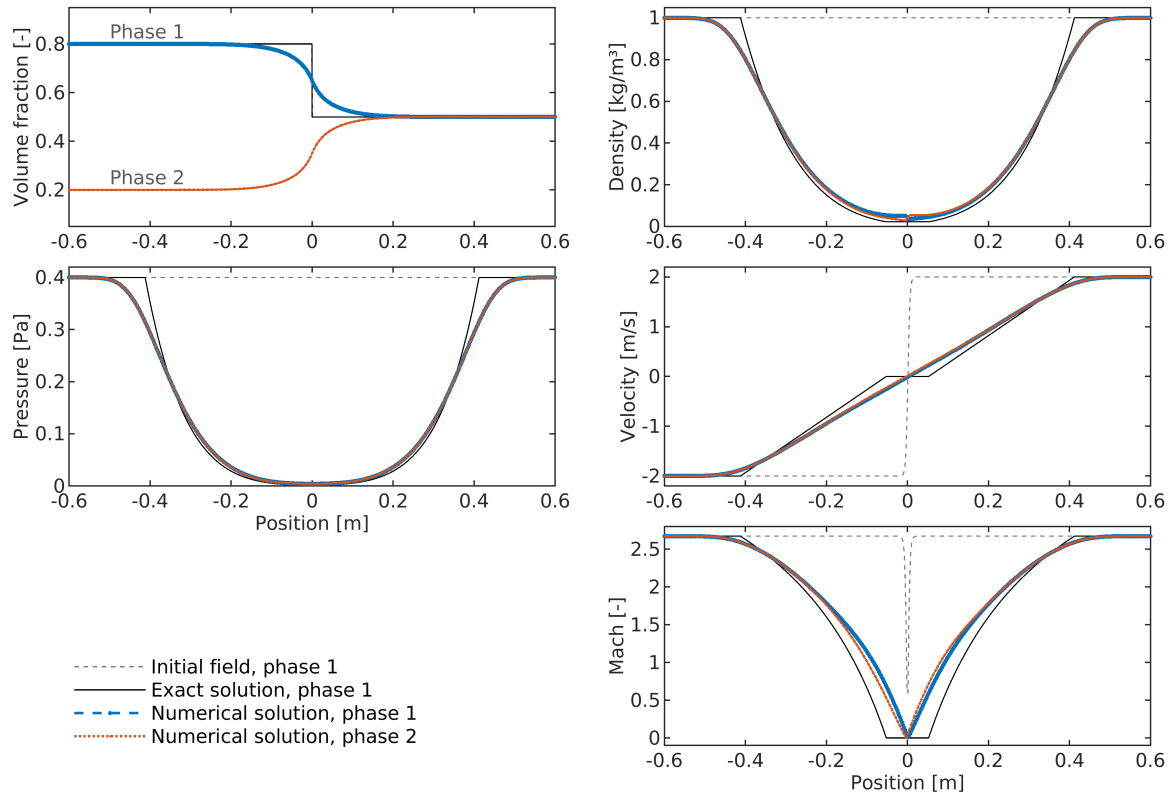 Volume fraction [-]
0.8
0.6
0.4
0.2
Phase 1
Phase 2
-0.6 -0.4 -0.2 0 0.2 0.4 0.6
Density [kg/m³]
1
0.8
0.6
0.4
0.2
0
-0.6 -0.4 -0.2 0 0.2 0.4 0.6
Pressure [Pa]
0.4
0.3
0.2
0.1
0
-0.6 -0.4 -0.2 0 0.2 0.4 0.6
Position [m]
Velocity [m/s]
2
1
0
-1
-2
-0.6 -0.4 -0.2 0 0.2 0.4 0.6
Mach [-]
2.5
2
1.5
1
0.5
0
-0.6 -0.4 -0.2 0 0.2 0.4 0.6
Position [m]
Initial field, phase 1
Exact solution, phase 1
Numerical solution, phase 1
Numerical solution, phase 2